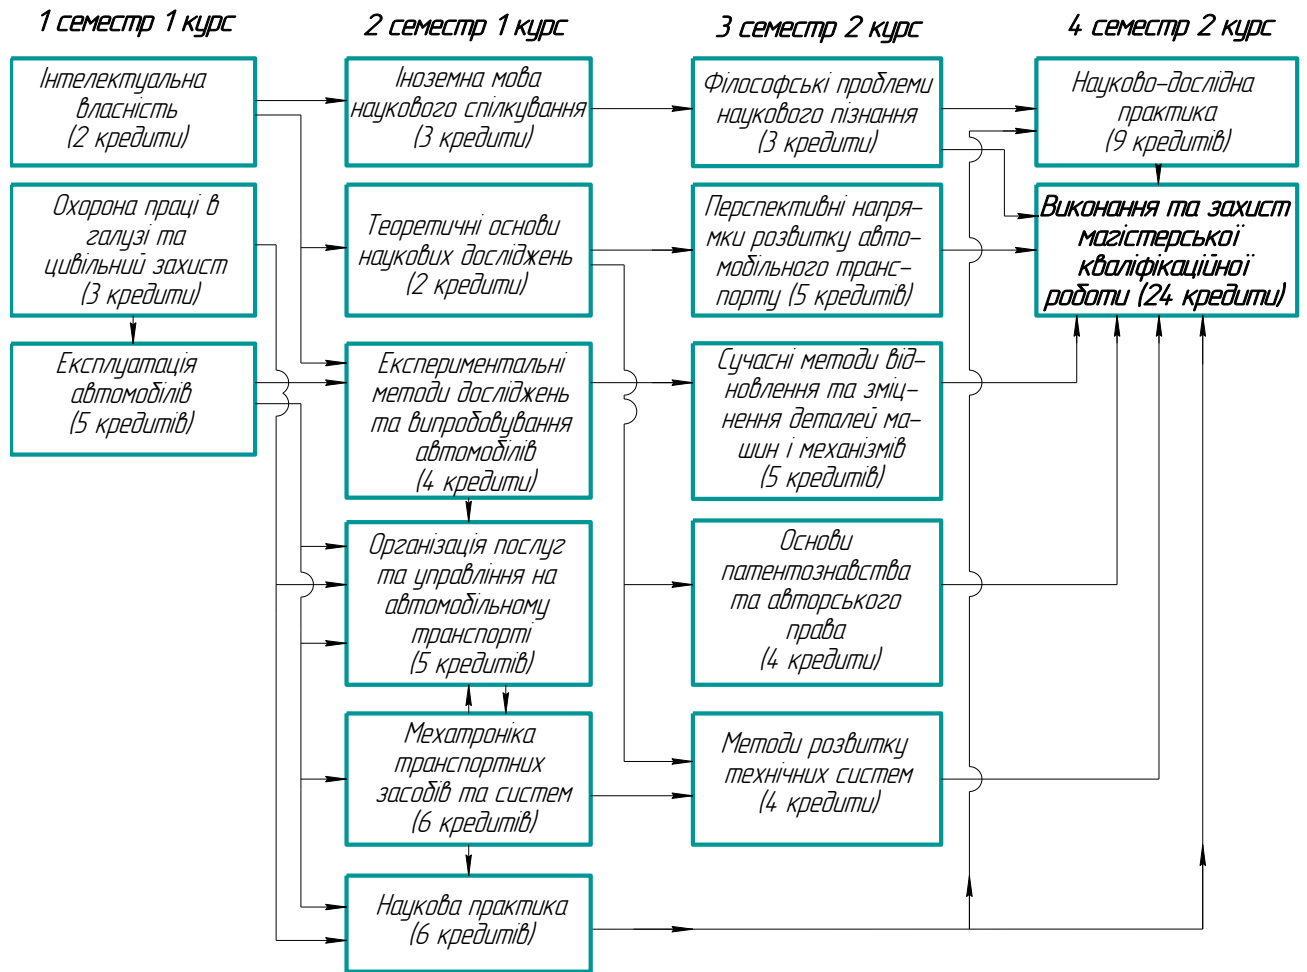 1 семестр 1 курс
2 семестр 1 курс
3 семестр 2 курс
4 семестр 2 курс
Інтелектуальна
власність
(2 кредити)
Охорона праці в
галузі та
цивільний захист
(3 кредити)
Експлуатація
автомобілів
(5 кредитів)
Іноземна мова
наукового спілкування
(3 кредити)
Теоретичні основи
наукових досліджень
(2 кредити)
Експериментальні
методи досліджень
та випробовування
автомобілів
(4 кредити)
Організація послуг
та управління на
автомобільному
транспорті
(5 кредитів)
Мехатроніка
транспортних
засобів та систем
(6 кредитів)
Наукова практика
(6 кредитів)
Філософські проблеми
наукового пізнання
(3 кредити)
Перспективні напря-
мки розвитку авто-
мобільного транс-
порту (5 кредитів)
Сучасні методи від-
новлення та зміц-
нення деталей ма-
шин і механізмів
(5 кредитів)
Основи
патентознавства
та авторського
права
(4 кредити)
Методи розвитку
технічних систем
(4 кредити)
Науково-дослідна
практика
(9 кредитів)
Виконання та захист
магістерської
кваліфікаційної
роботи (24 кредити)